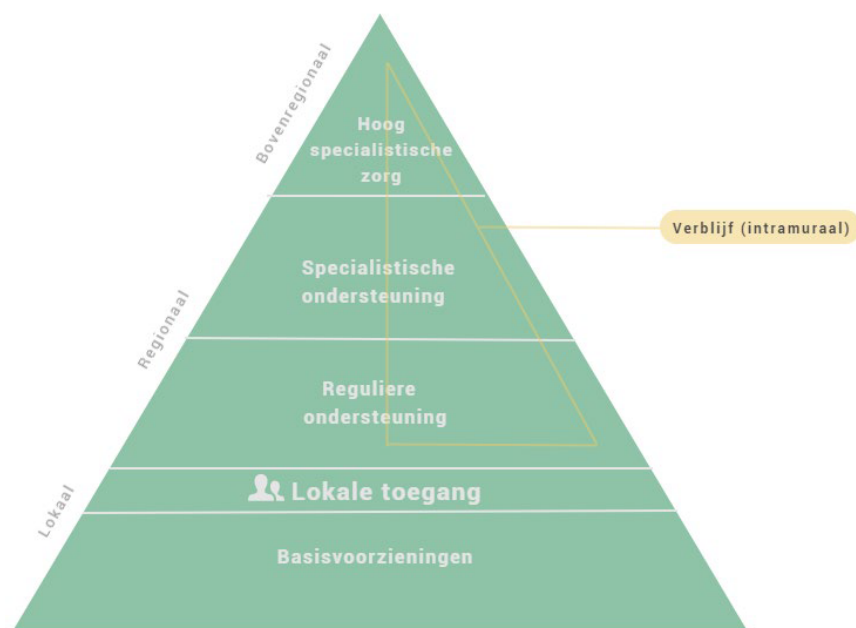 Bovenregionaal
Hoog
specialistische
zorg
Verblijf (intramuraal)
Regionaal
Specialistische
ondersteuning
Reguliere
ondersteuning
Lokaal
Lokale toegang
Basisvoorzieningen